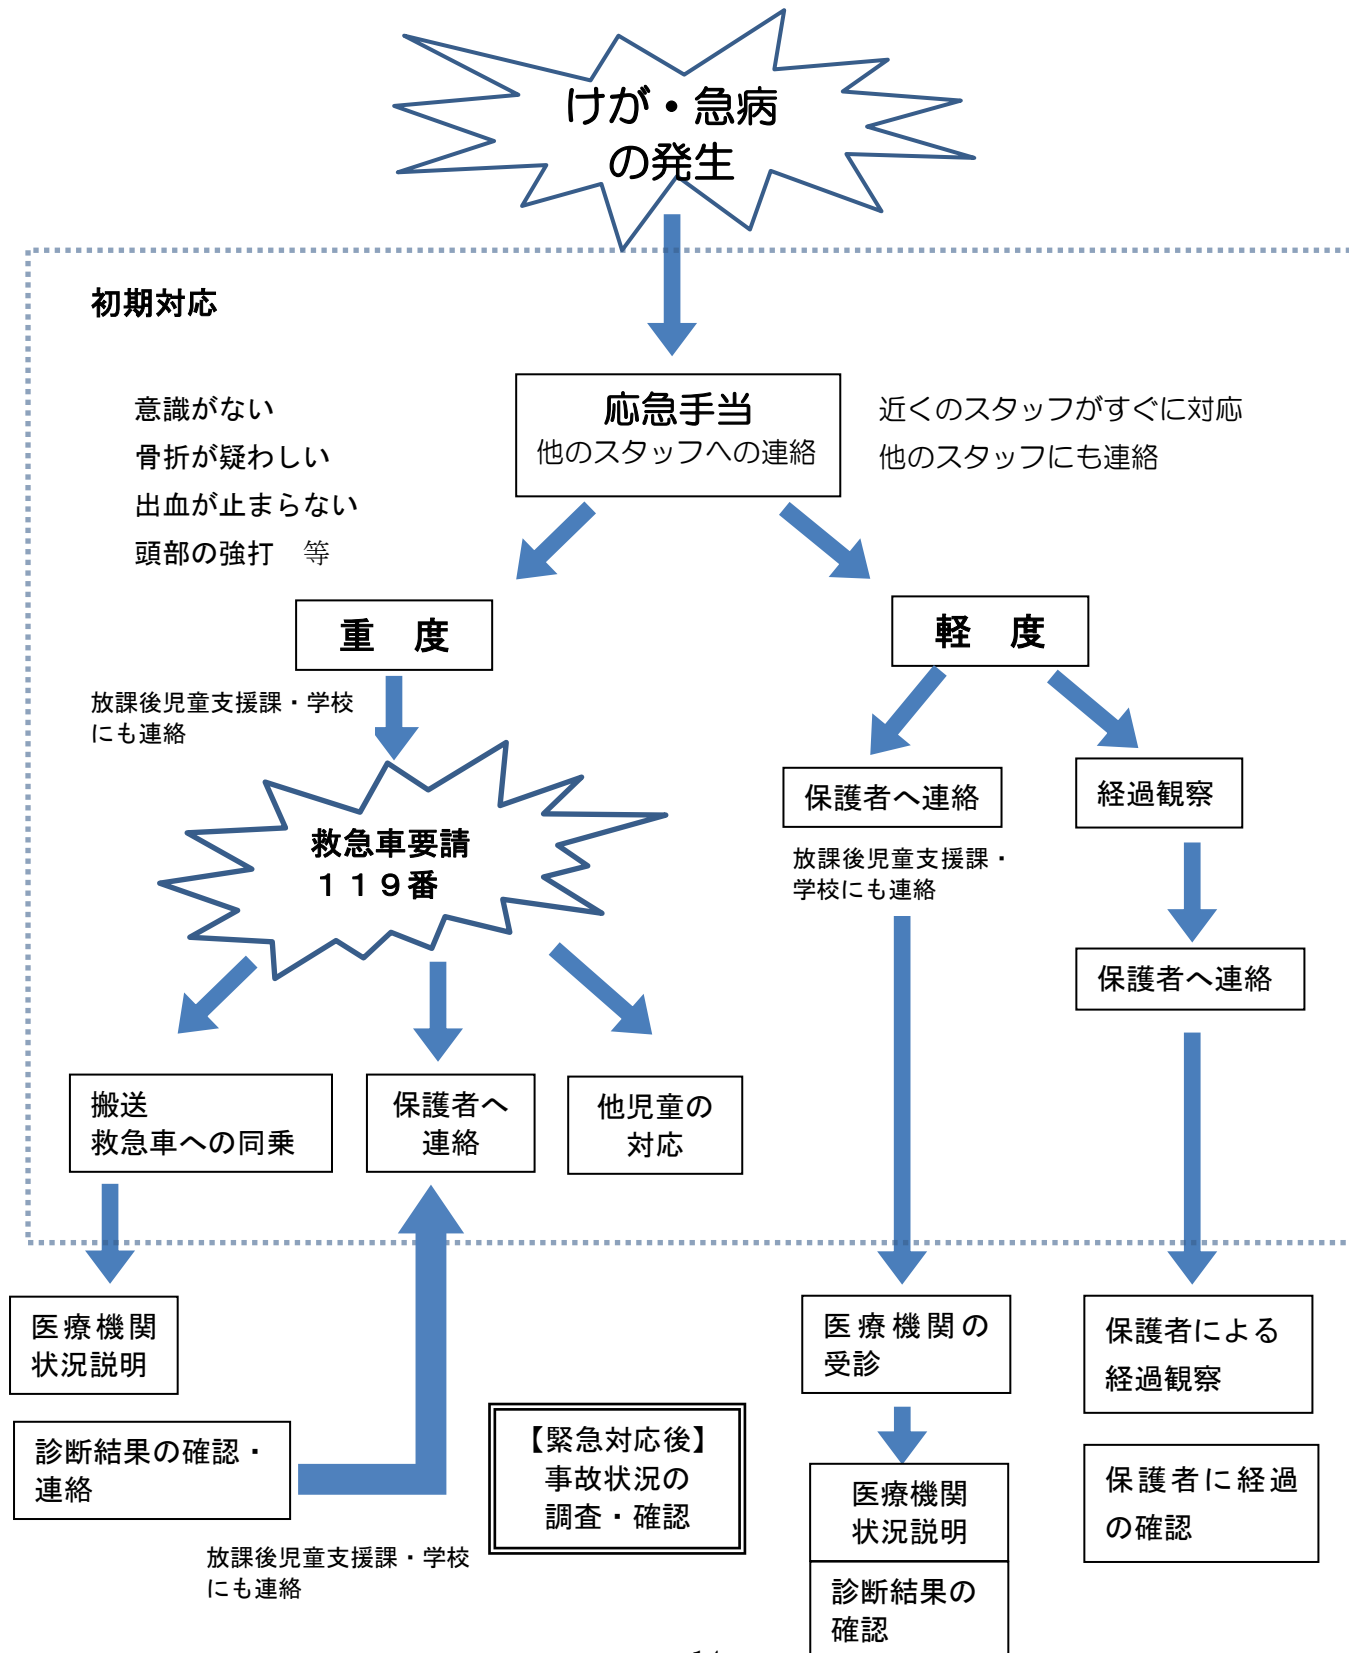 けが・急病
の発生
初期対応
意識がない
骨折が疑わしい
出血が止まらない
頭部の強打　等
応急手当
他のスタッフへの連絡
近くのスタッフがすぐに対応
他のスタッフにも連絡
重　度
軽　度
放課後児童支援課・学校
にも連絡
救急車要請
１１９番
保護者へ連絡
放課後児童支援課・
学校にも連絡
経過観察
保護者へ連絡
搬送
救急車への同乗
保護者へ
連絡
他児童の
対応
医療機関
状況説明
診断結果の確認・
連絡
放課後児童支援課・学校
にも連絡
【緊急対応後】
事故状況の
調査・確認
医療機関の
受診
医療機関
状況説明
診断結果の
確認
保護者による
経過観察
保護者に経過
の確認